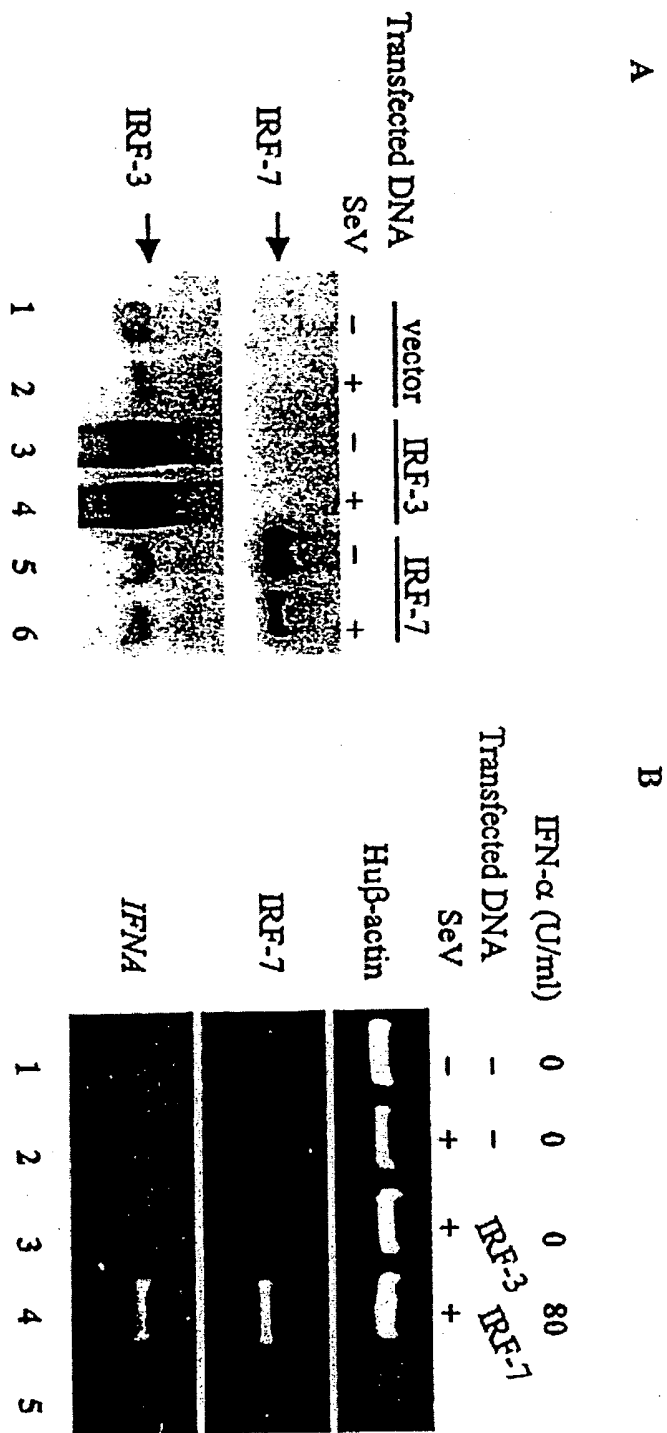 A
Transfected DNA vector IRF-3 IRF-7
SeV - + - + - +
IRF-7
IRF-3
1 2 3 4 5 6
B
IFN-α (U/ml) 0 0 0 80
Transfected DNA - - IRF-3 IRF-7
SeV - + + +
Huβ-actin
IRF-7
IFNA
1 2 3 4 5